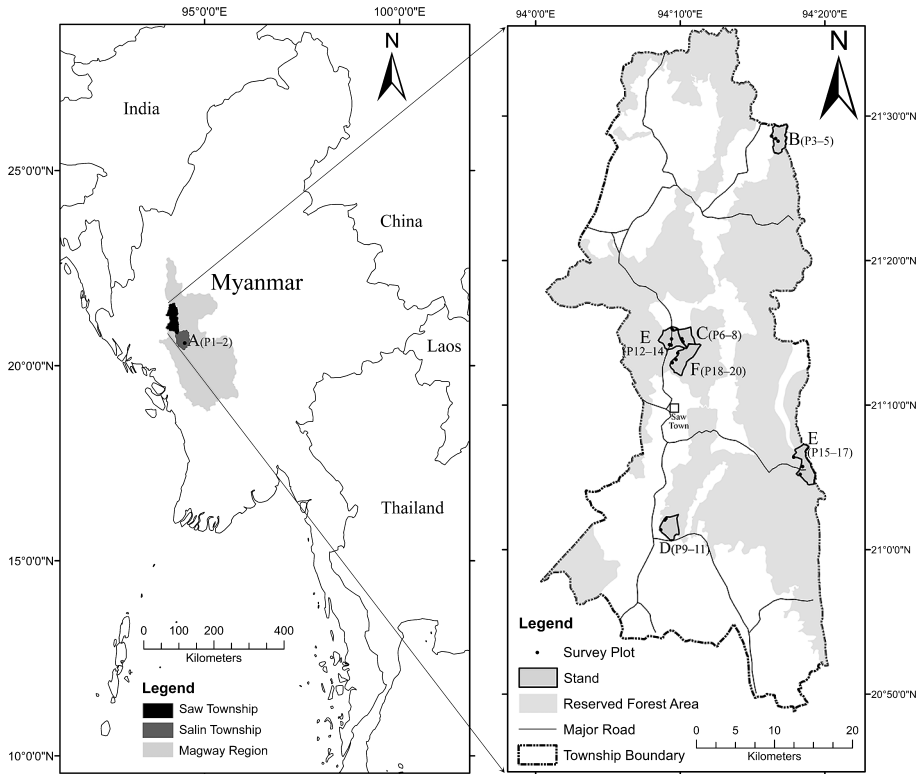 95°0'0"E
100°0'0"E
25°0'0"N
20°0'0"N
15°0'0"N
10°0'0"N
N
India
China
Myanmar
A(P1–2)
Laos
Thailand
0 100 200 400
Kilometers
Legend
Saw Township
Salin Township
Magway Region
94°0'0"E
94°10'0"E
94°20'0"E
21°30'0"N
21°20'0"N
21°10'0"N
21°0'0"N
20°50'0"N
N
B(P3–5)
E
(P12–14)
C(P6–8)
F(P18–20)
Saw
Town
E
(P15–17)
D(P9–11)
Legend
Survey Plot
Stand
Reserved Forest Area
Major Road
Township Boundary
0 5 10 20
Kilometers